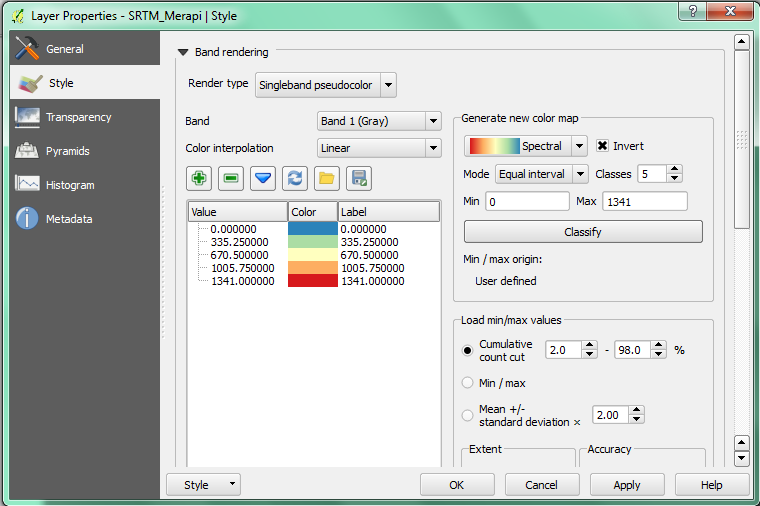 Layer Properties - SRTM_Merapi | Style
General
Style
Transparency
Pyramids
Histogram
Metadata
Band rendering
Render type Singleband pseudocolor
Band Band 1 (Gray)
Color interpolation Linear
Value Color Label
0.000000 0.000000
335.250000 335.250000
670.500000 670.500000
1005.750000 1005.750000
1341.000000 1341.000000
Generate new color map
Spectral Invert
Mode Equal interval Classes 5
Min 0 Max 1341
Classify
Min / max origin:
User defined
Load min/max values
Cumulative
count cut 2.0 - 98.0 %
Min / max
Mean +/-
standard deviation × 2.00
Extent Accuracy
Style OK Cancel Apply Help